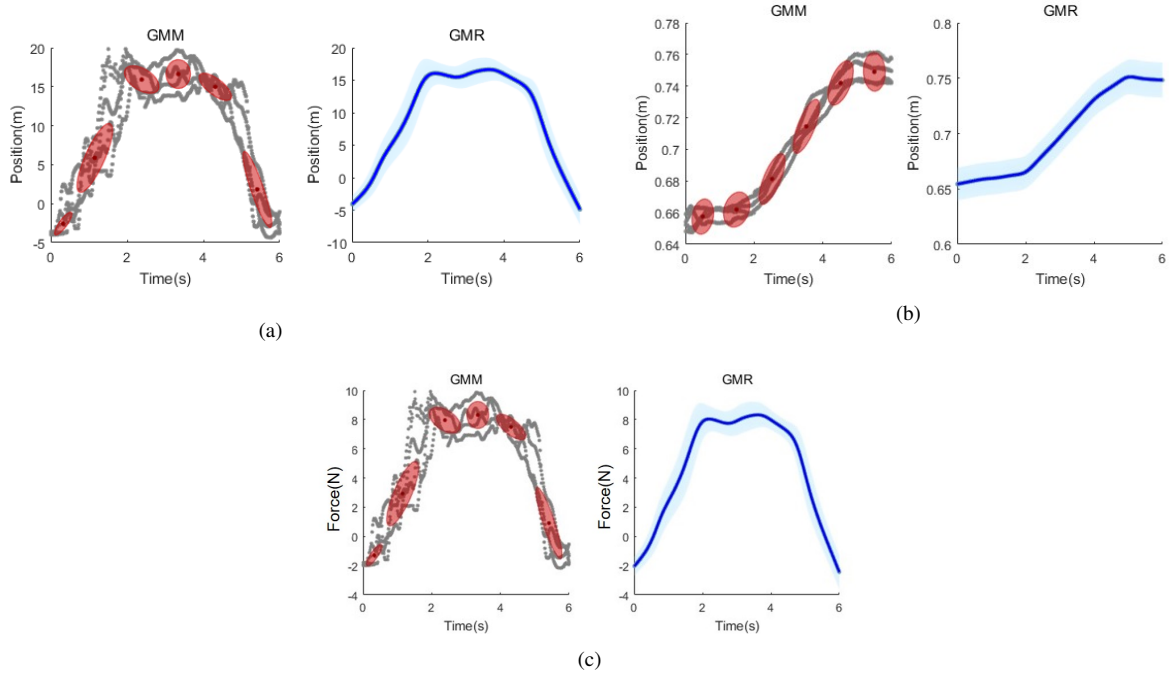 GMM
20
15
10
5
0
-5
0 2 4 6
Position(m)
Time(s)
GMR
20
15
10
5
0
-5
-10
0 2 4 6
Position(m)
Time(s)
(a)
GMM
0.78
0.76
0.74
0.72
0.7
0.68
0.66
0.64
0 2 4 6
Position(m)
Time(s)
GMR
0.8
0.75
0.7
0.65
0.6
0 2 4 6
Position(m)
Time(s)
(b)
GMM
10
8
6
4
2
0
-2
-4
0 2 4 6
Force(N)
Time(s)
GMR
10
8
6
4
2
0
-2
-4
0 2 4 6
Force(N)
Time(s)
(c)